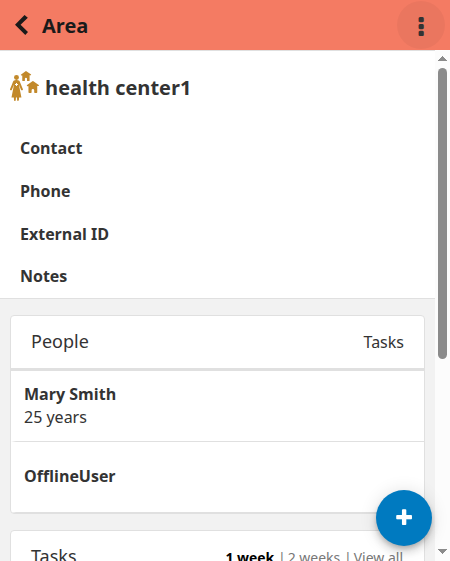 Area
health center1
Contact
Phone
External ID
Notes
People Tasks
Mary Smith
25 years
OfflineUser
Tasks 1 week | 2 weeks | View all